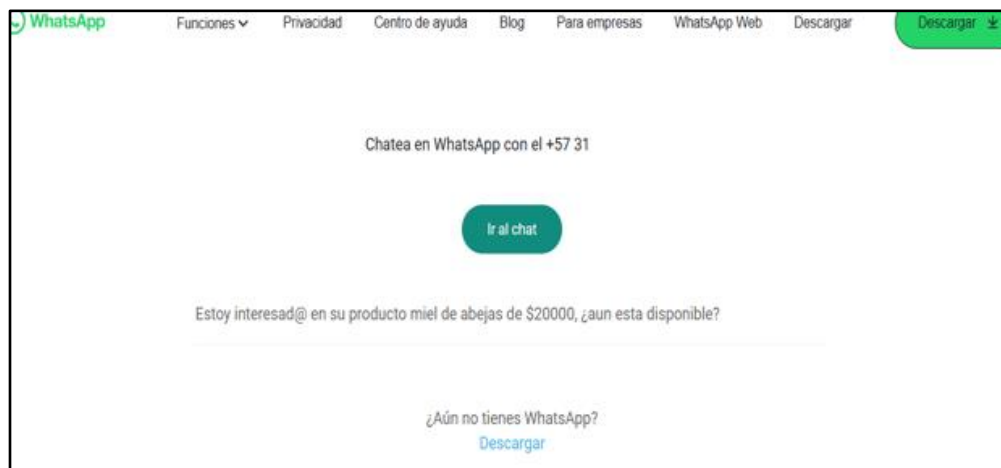 WhatsApp Funciones Privacidad Centro de ayuda Blog Para empresas WhatsApp Web Descargar Descargar
Chatea en WhatsApp con el +57 31
Ir al chat
Estoy interesad@ en su producto miel de abejas de $20000, ¿aun esta disponible?
¿Aún no tienes WhatsApp?
Descargar